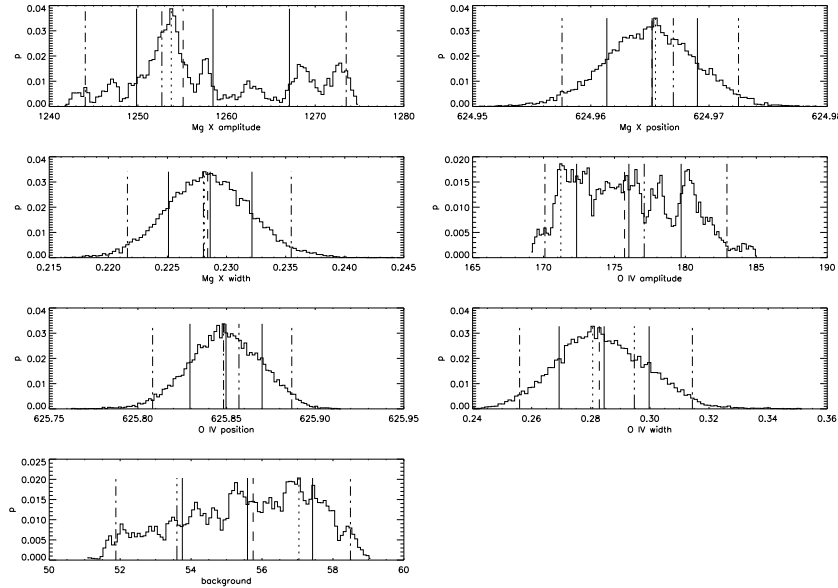 0.04
0.03
0.02
0.01
0.00
p
1240 1250 1260 1270 1280
Mg X amplitude
0.04
0.03
0.02
0.01
0.00
p
624.95 624.96 624.97 624.98
Mg X position
0.04
0.03
0.02
0.01
0.00
p
0.215 0.220 0.225 0.230 0.235 0.240 0.245
Mg X width
0.020
0.015
0.010
0.005
0.000
p
165 170 175 180 185 190
O IV amplitude
0.04
0.03
0.02
0.01
0.00
p
625.75 625.80 625.85 625.90 625.95
O IV position
0.04
0.03
0.02
0.01
0.00
p
0.24 0.26 0.28 0.30 0.32 0.34 0.36
O IV width
0.025
0.020
0.015
0.010
0.005
0.000
p
50 52 54 56 58 60
background